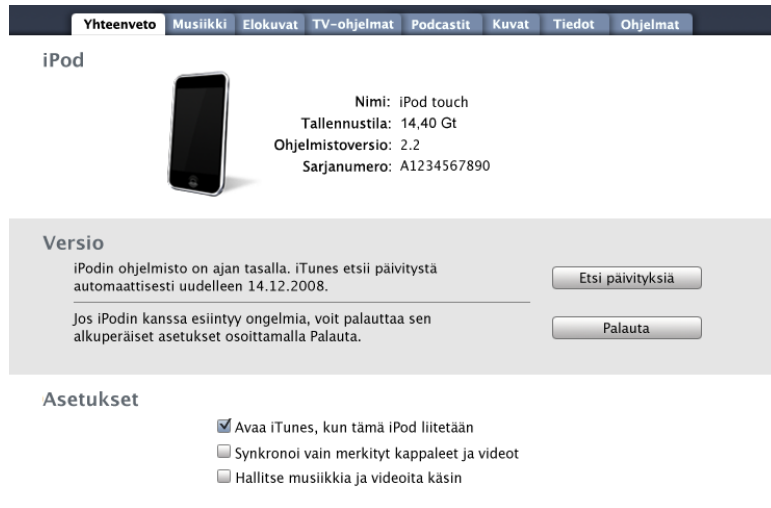 Yhteenveto Musiikki Elokuvat TV-ohjelmat Podcastit Kuvat Tiedot Ohjelmat
iPod
Nimi: iPod touch
Tallennustila: 14,40 Gt
Ohjelmistoversio: 2.2
Sarjanumero: A1234567890
Versio
iPodin ohjelmisto on ajan tasalla. iTunes etsii päivitystä
automaattisesti uudelleen 14.12.2008.
Etsi päivityksiä
Jos iPodin kanssa esiintyy ongelmia, voit palauttaa sen
alkuperäiset asetukset osoittamalla Palauta.
Palauta
Asetukset
Avaa iTunes, kun tämä iPod liitetään
Synkronoi vain merkityt kappaleet ja videot
Hallitse musiikkia ja videoita käsin